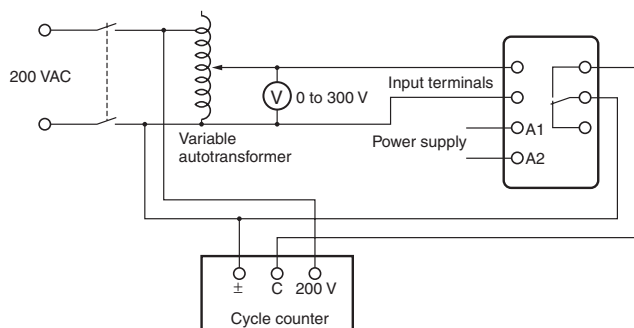 200 VAC
V
0 to 300 V
Input terminals
Variable
autotransformer
Power supply
A1
A2
± C 200 V
Cycle counter